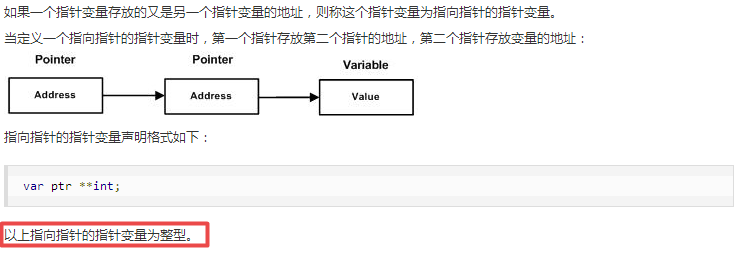 如果一个指针变量存放的又是另一个指针变量的地址，则称这个指针变量为指向指针的指针变量。
当定义一个指向指针的指针变量时，第一个指针存放第二个指针的地址，第二个指针存放变量的地址：
Pointer Pointer Variable
Address Address Value
指向指针的指针变量声明格式如下：
var ptr **int;
以上指向指针的指针变量为整型。